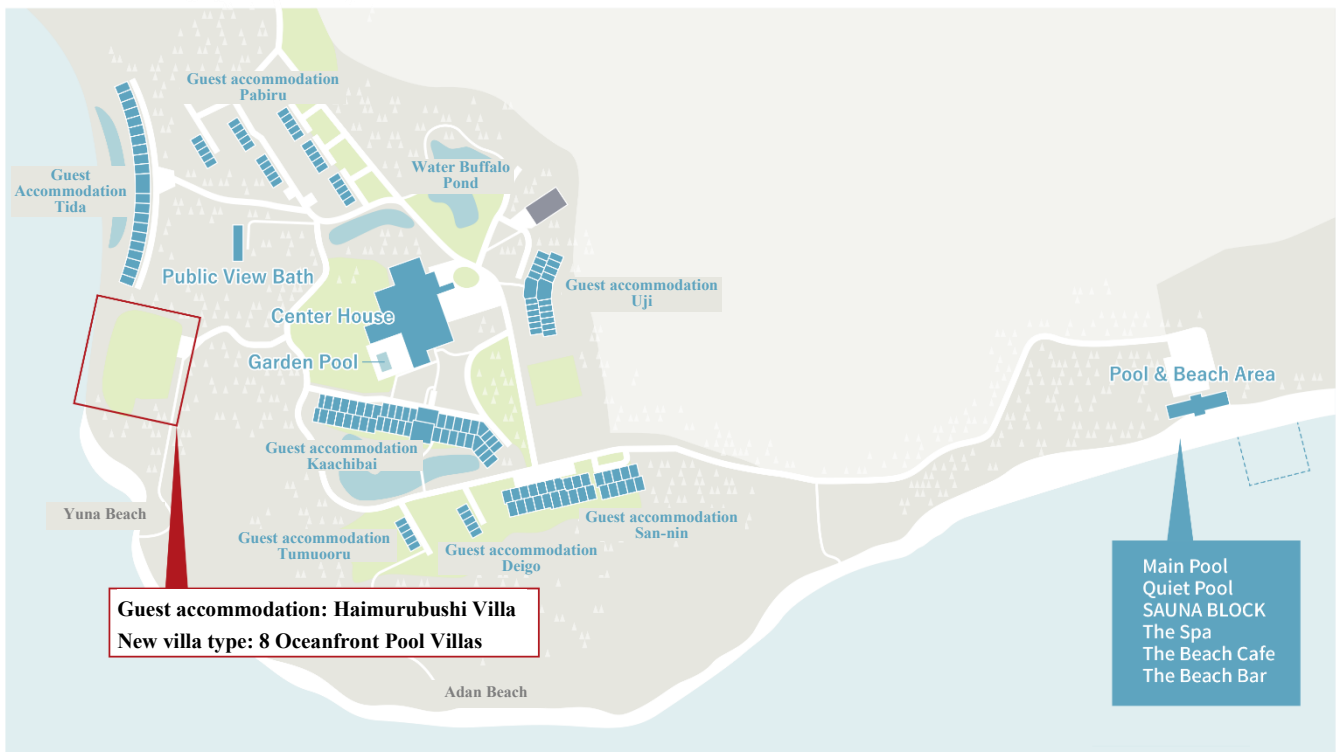 Guest accommodation
Pabiru
Water Buffalo
Pond
Guest
Accommodation
Tida
Public View Bath
Guest accommodation
Uji
Center House
Garden Pool
Pool & Beach Area
Guest accommodation
Kaachibai
Yuna Beach
Guest accommodation
San-nin
Guest accommodation
Tumuooru
Guest accommodation
Deigo
Guest accommodation: Haimurubushi Villa
New villa type: 8 Oceanfront Pool Villas
Adan Beach
Main Pool
Quiet Pool
SAUNA BLOCK
The Spa
The Beach Cafe
The Beach Bar